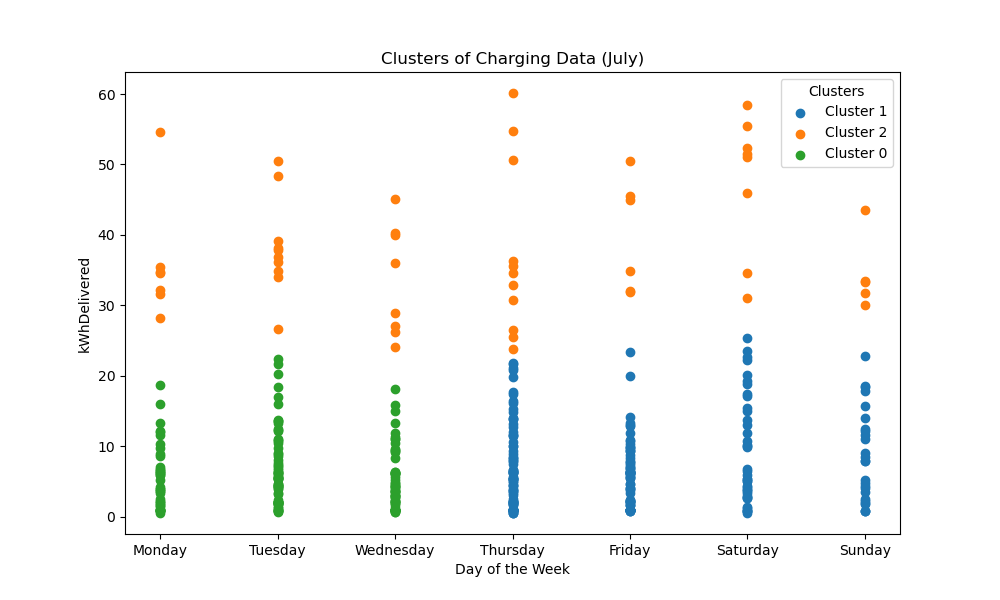 Clusters of Charging Data (July)
Clusters
Cluster 1
Cluster 2
Cluster 0
kWhDelivered
60
50
40
30
20
10
0
Monday Tuesday Wednesday Thursday Friday Saturday Sunday
Day of the Week